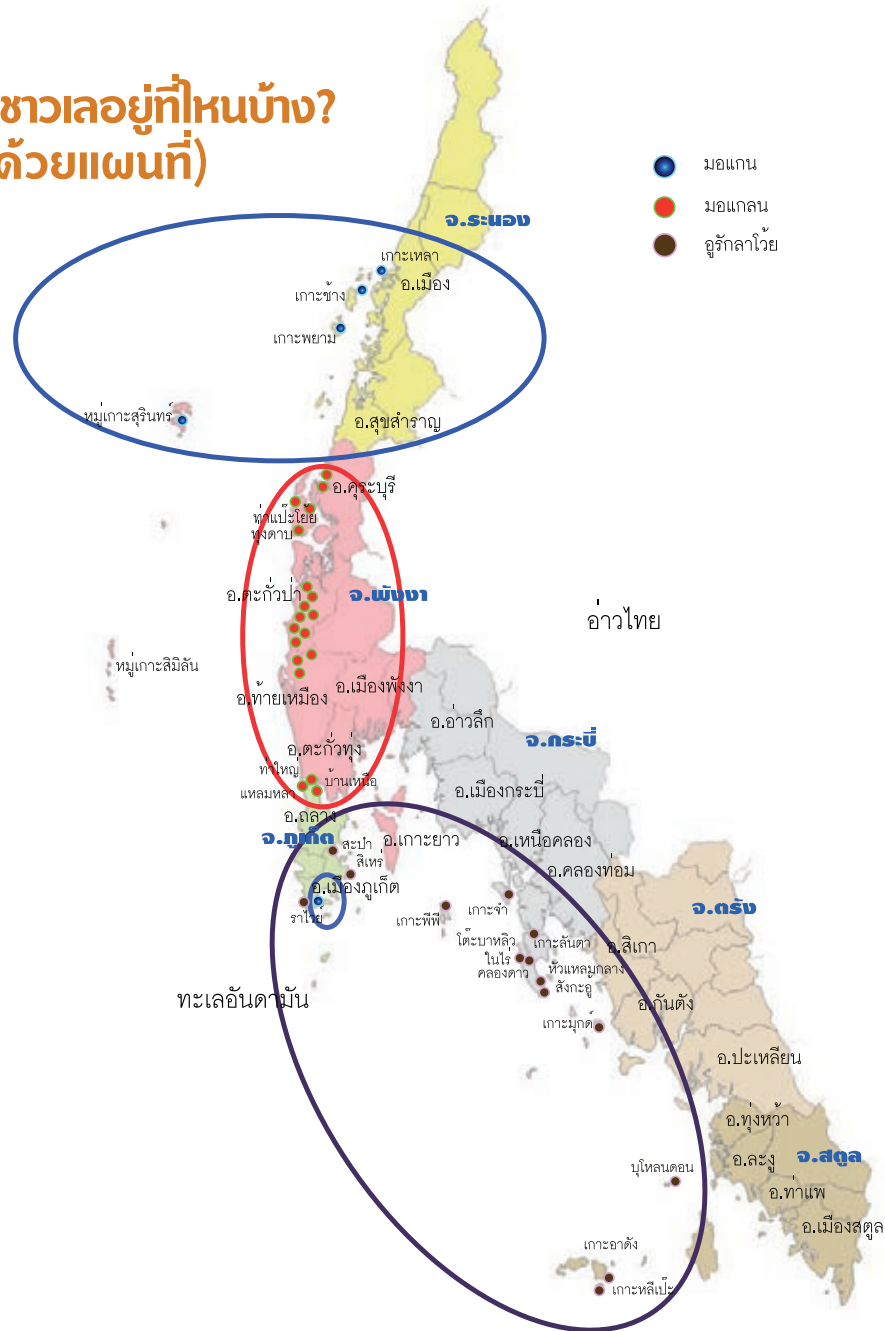 ชาวเลอยู่ที่ไหนบ้าง?
ด้วยแผนที่)
มอแกน
มอแกลน
อูรักลาโว้ย
จ.ระนอง
เกาะเหลา
อ.เมือง
เกาะช้าง
เกาะพยาม
หมู่เกาะสุรินทร์
อ.สุขสำราญ
อ.คุระบุรี
ท่าแป๊ะโย้ย
ทุ่งดาบ
อ.ตะกั่วป่า
จ.พังงา
อ่าวไทย
หมู่เกาะสิมิลัน
อ.เมืองพังงา
อ.ท้ายเหมือง
อ.อ่าวลึก
จ.กระบี่
อ.ตะกั่วทุ่ง
ท่าใหญ่
บ้านเหนือ
แหลมหลา
อ.เมืองกระบี่
อ.ถลาง
จ.ภูเก็ต
อ.เกาะยาว
อ.เหนือคลอง
สะปำ
สิเหร่
อ.คลองท่อม
อ.เมืองภูเก็ต
ราไวย์
เกาะพีพี
เกาะจำ
จ.ตรัง
โต๊ะบาหลิว
เกาะลันตา
อ.สิเกา
ในไร่
คลองดาว
หัวแหลมกลาง
สังกะอู้
ทะเลอันดามัน
อ.กันตัง
เกาะมุกด์
อ.ปะเหลียน
อ.ทุ่งหว้า
อ.ละงู
จ.สตูล
บุโหลนดอน
อ.ท่าแพ
อ.เมืองสตูล
เกาะอาดัง
เกาะหลีเป๊ะ